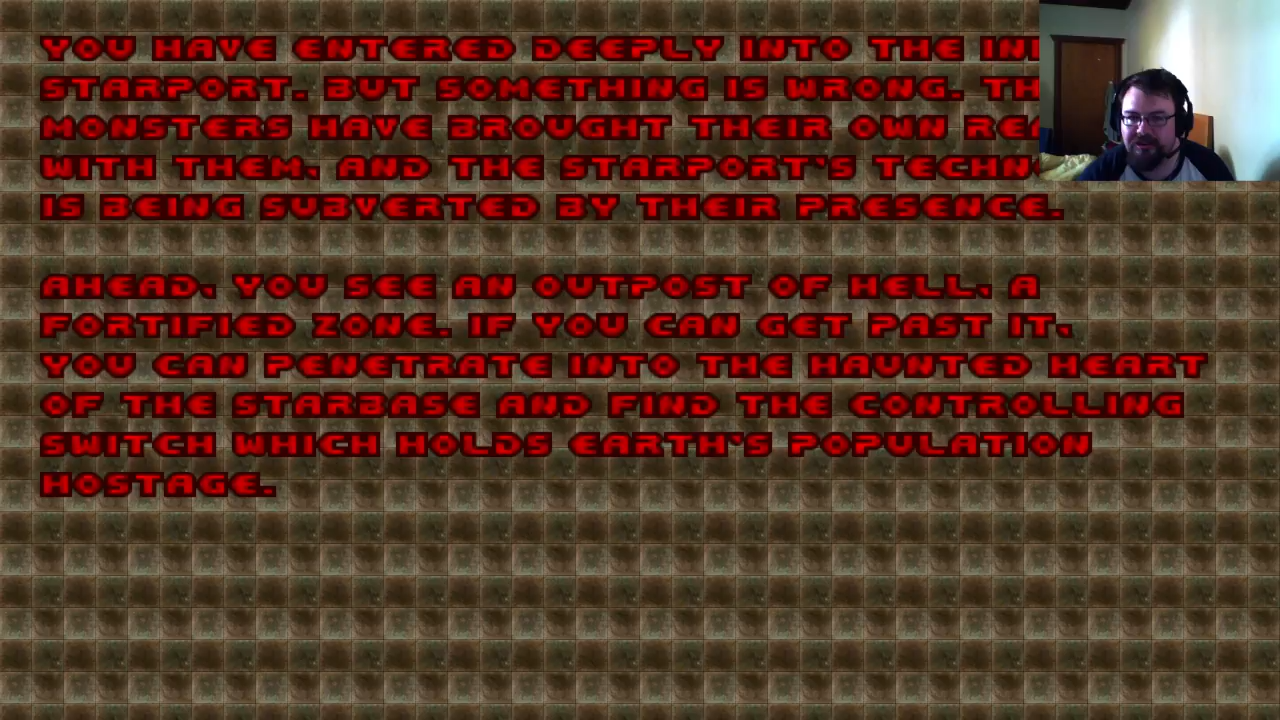 YOU HAVE ENTERED DEEPLY INTO THE
STARPORT. BUT SOMETHING IS WRONG.
MONSTERS HAVE BROUGHT THEIR OWN
WITH THEM, AND THE STARPORT'S
IS BEING SUBVERTED BY THEIR PRESENCE.
AHEAD, YOU SEE AN OUTPOST OF HELL, A
FORTIFIED ZONE. IF YOU CAN GET PAST IT,
YOU CAN PENETRATE INTO THE HAUNTED HEART
OF THE STARBASE AND FIND THE CONTROLLING
SWITCH WHICH HOLDS EARTH'S POPULATION
HOSTAGE.